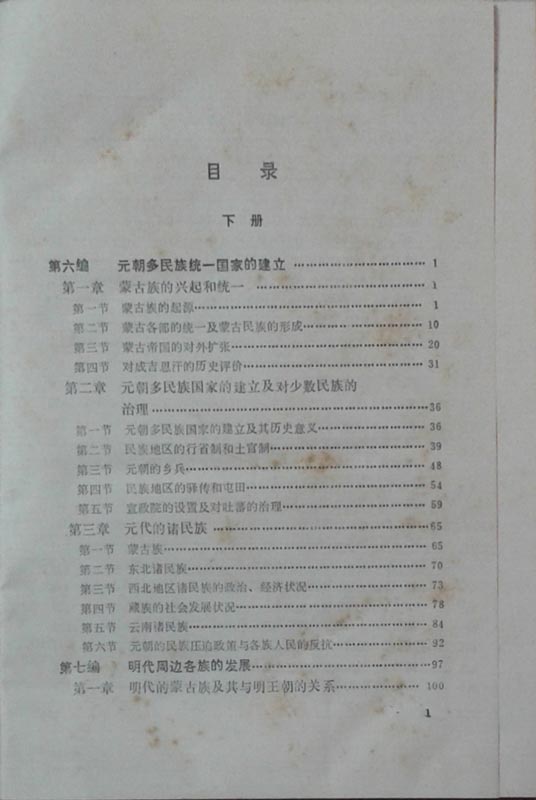 目 录
下 册
第六编 元朝多民族统一国家的建立 …………………… 1
第一章 蒙古族的兴起和统一 …………………… 1
第一节 蒙古族的起源 …………………… 1
第二节 蒙古各部的统一及蒙古民族的形成 …………………… 10
第三节 蒙古帝国的对外扩张 …………………… 20
第四节 对成吉思汗的历史评价 …………………… 31
第二章 元朝多民族国家的建立及对少数民族的
治理 …………………… 36
第一节 元朝多民族国家的建立及其历史意义 …………………… 36
第二节 民族地区的行省制和土官制 …………………… 39
第三节 元朝的乡兵 …………………… 48
第四节 民族地区的驿传和屯田 …………………… 54
第五节 宣政院的设置及对吐蕃的治理 …………………… 59
第三章 元代的诸民族 …………………… 65
第一节 蒙古族 …………………… 65
第二节 东北诸民族 …………………… 70
第三节 西北地区诸民族的政治、经济状况 …………………… 73
第四节 藏族的社会发展状况 …………………… 78
第五节 云南诸民族 …………………… 84
第六节 元朝的民族压迫政策与各族人民的反抗 …………………… 92
第七编 明代周边各族的发展 …………………… 97
第一章 明代的蒙古族及其与明王朝的关系 …………………… 100
1